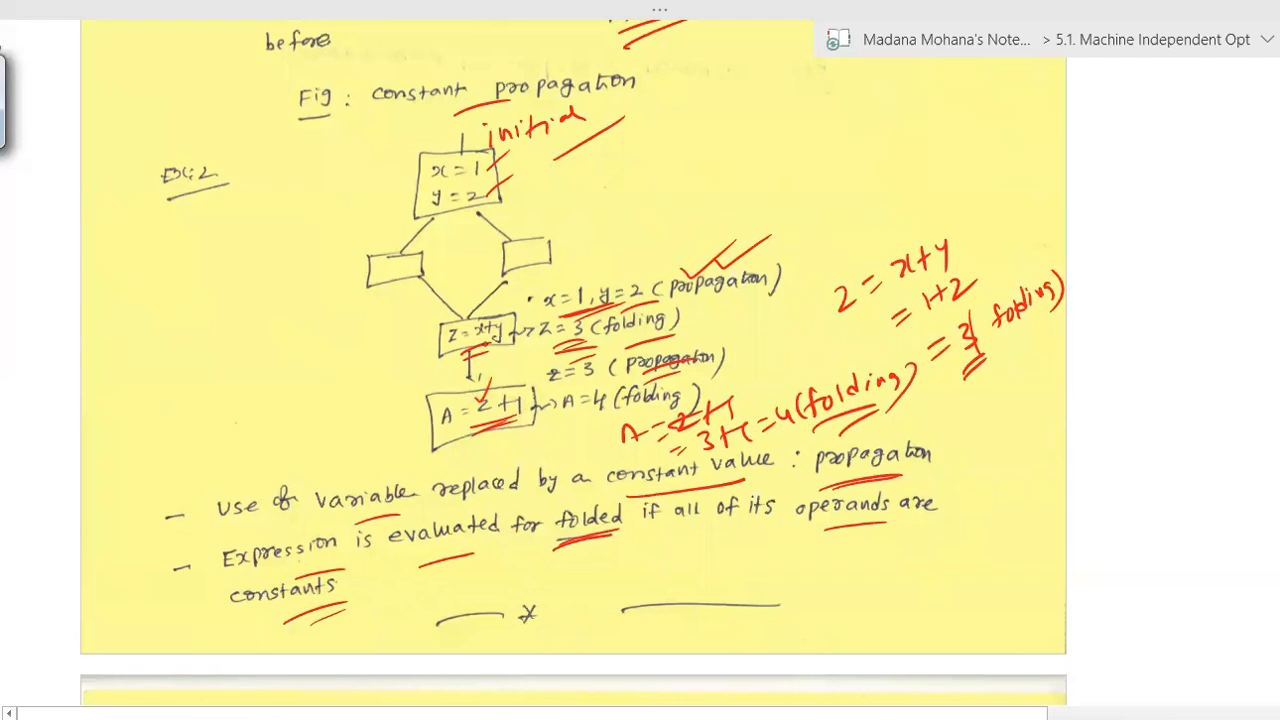 ...
Madana Mohana's Note... > 5.1. Machine Independent Opt
before
Fig : constant propagation
initial
Ex:2
x = 1
y = 2
x = 1, y = 2 (propagation)
z = x+y
z = 3 (folding)
z = 3 (propagation)
A = z+1
A = 4 (folding)
z = x+y
= 1+2
= 3 (folding)
A = z+1
= 3+1 = 4 (folding)
- Use of variable replaced by a constant value : propagation
- Expression is evaluated for folded if all of its operands are
constants